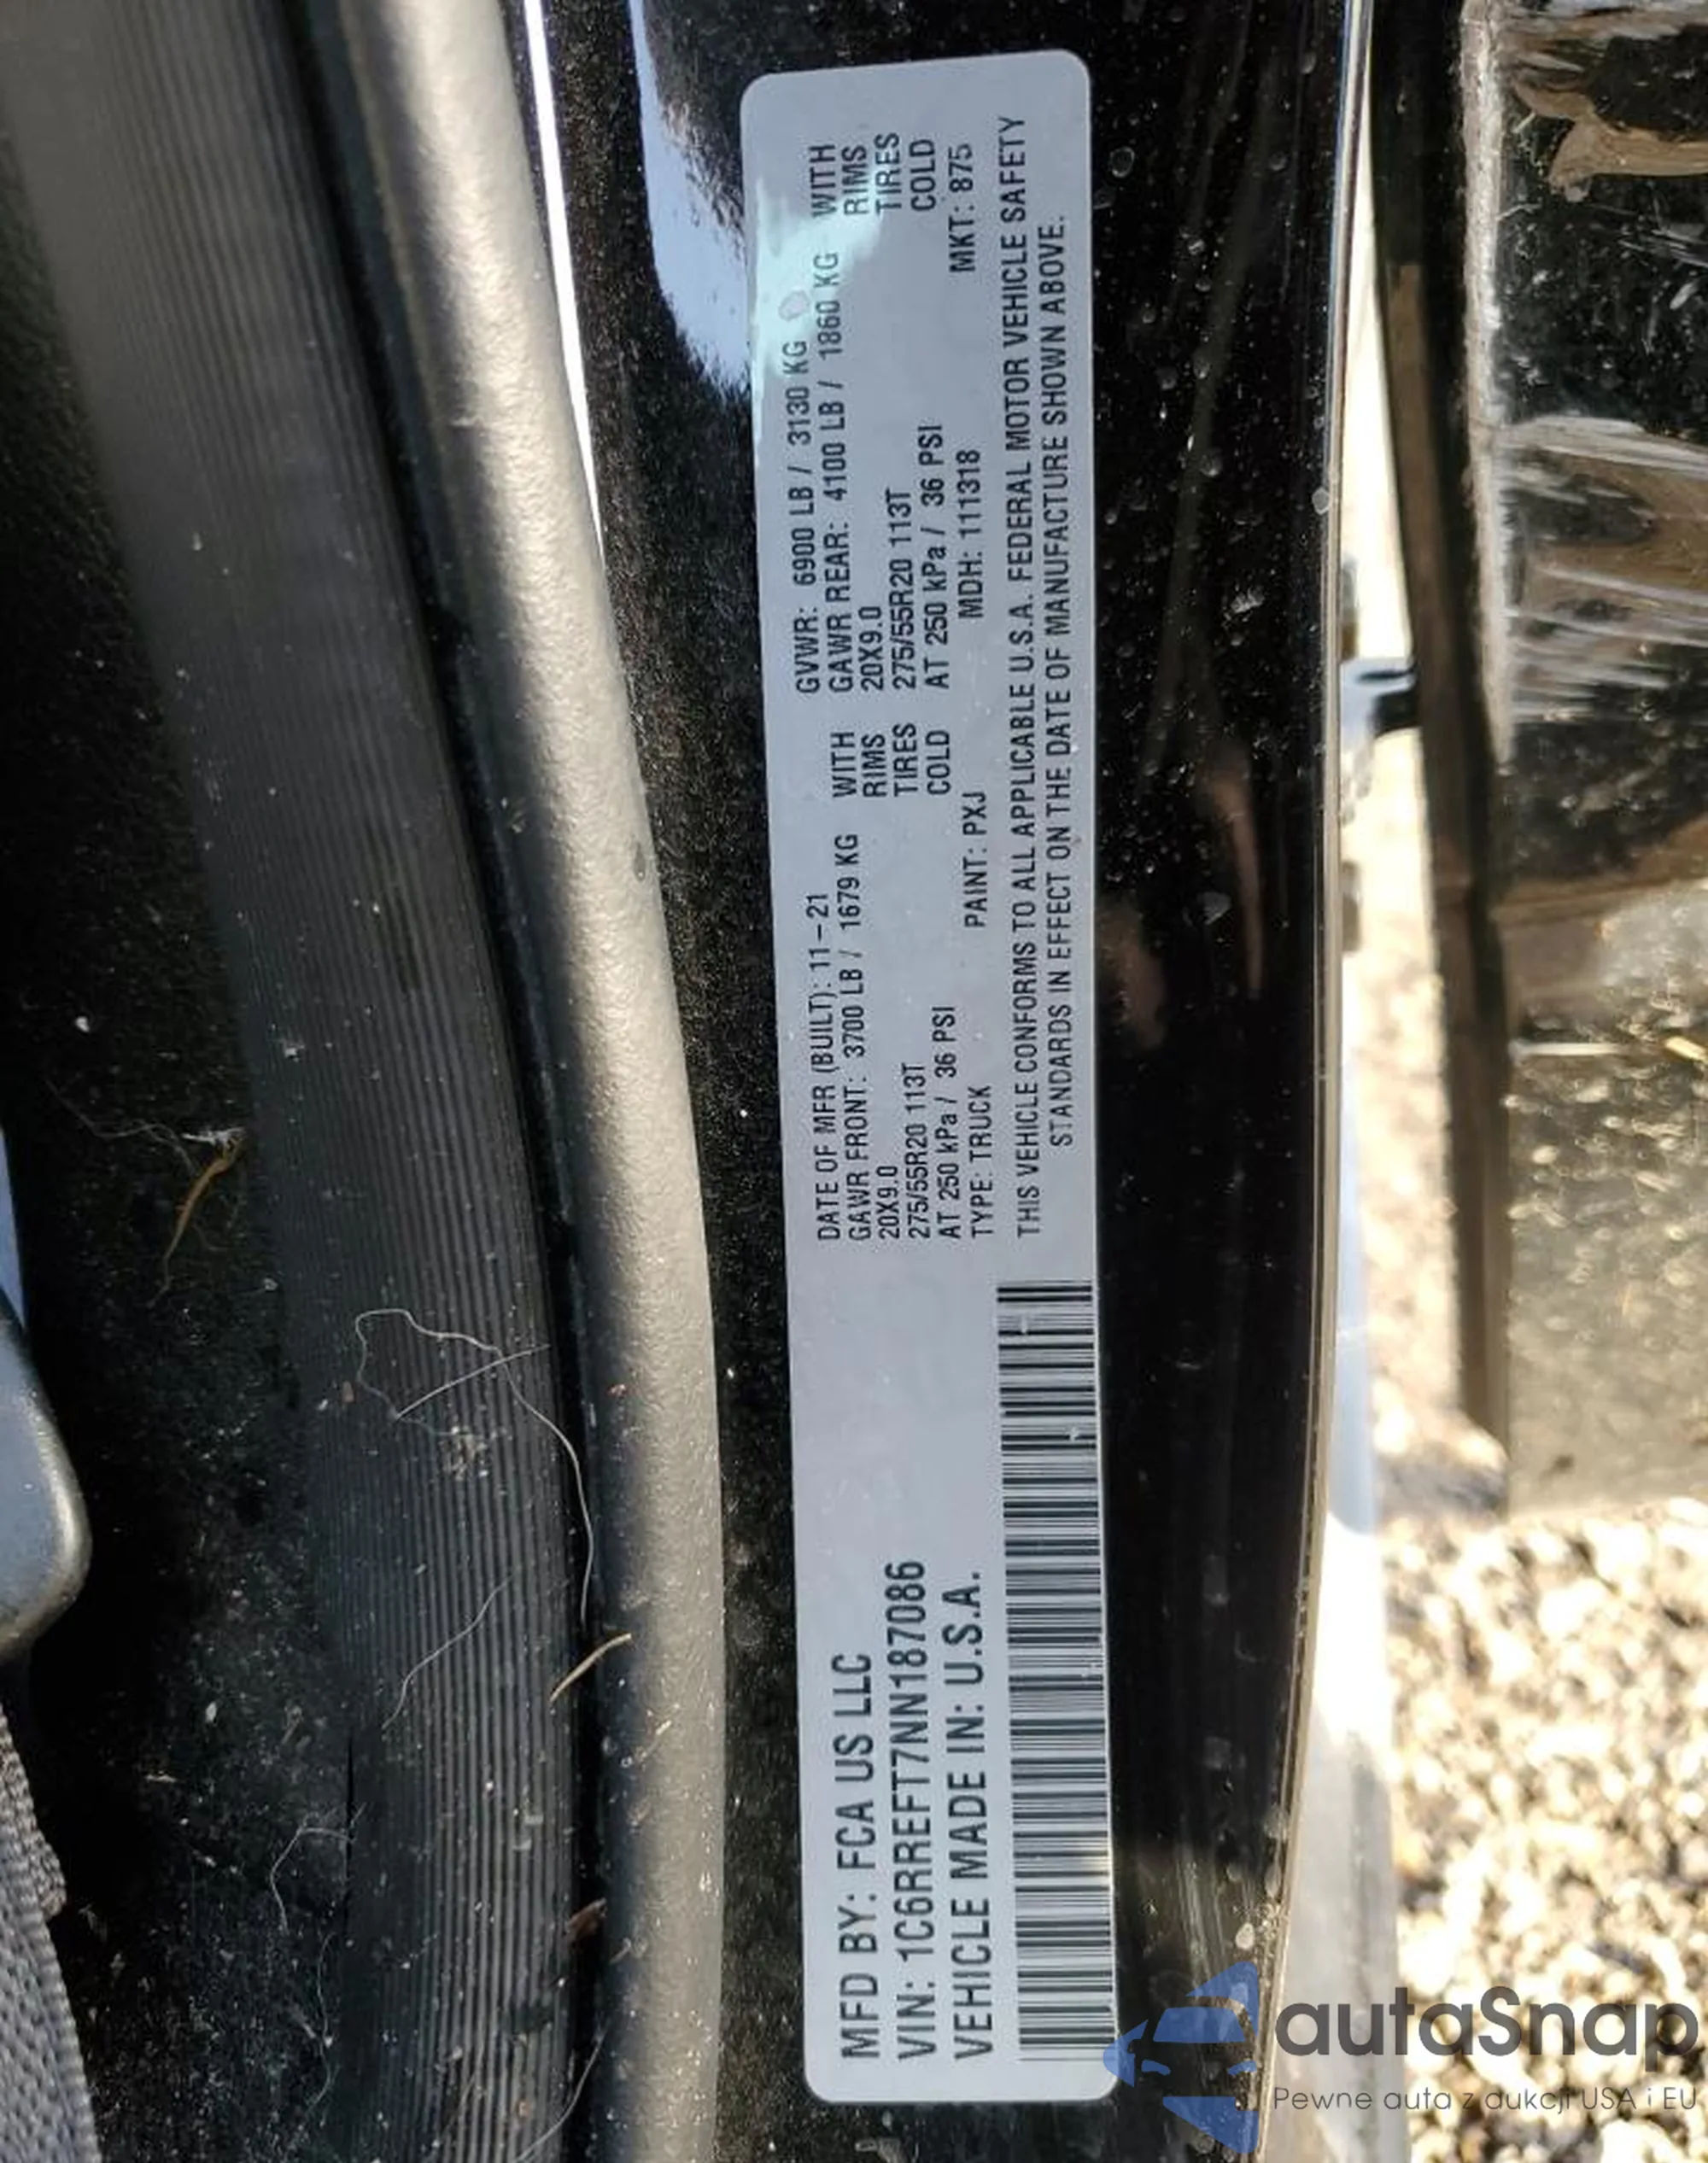 MFD BY: FCA US LLC
VIN: 1C6RREFT7NN187086
VEHICLE MADE IN: U.S.A.
DATE OF MFR (BUILT): 11-21 GVWR: 6900 LB / 3130 KG
GAWR FRONT: 3700 LB / 1679 KG WITH GAWR REAR: 4100 LB / 1860 KG WITH
20X9.0 RIMS 20X9.0 RIMS
275/55R20 113T TIRES 275/55R20 113T TIRES
AT 250 kPa / 36 PSI COLD AT 250 kPa / 36 PSI COLD
TYPE: TRUCK PAINT: PXJ MDH: 111318 MKT: 875
THIS VEHICLE CONFORMS TO ALL APPLICABLE U.S.A. FEDERAL MOTOR VEHICLE SAFETY
STANDARDS IN EFFECT ON THE DATE OF MANUFACTURE SHOWN ABOVE.
autaSnap
Pewne auta z aukcji USA i EU